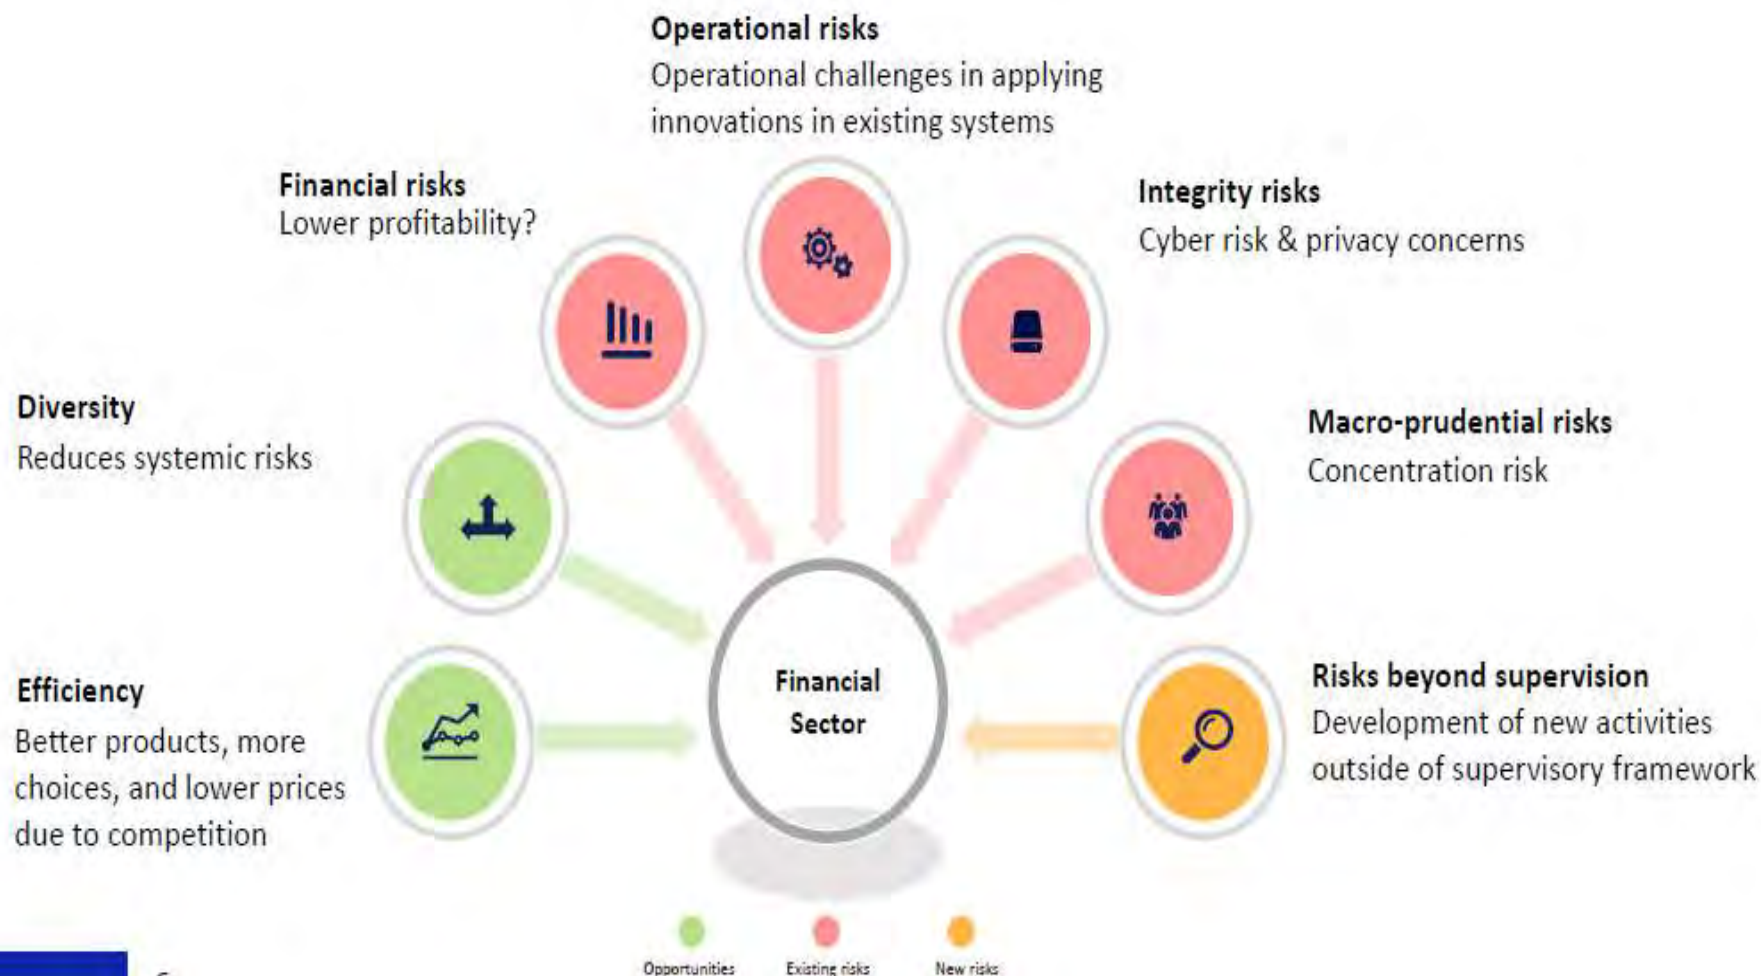 Operational risks
Operational challenges in applying
innovations in existing systems
Financial risks
Lower profitability?
Integrity risks
Cyber risk & privacy concerns
Diversity
Reduces systemic risks
Macro-prudential risks
Concentration risk
Efficiency
Better products, more
choices, and lower prices
due to competition
Financial
Sector
Risks beyond supervision
Development of new activities
outside of supervisory framework
Opportunities
Existing risks
New risks